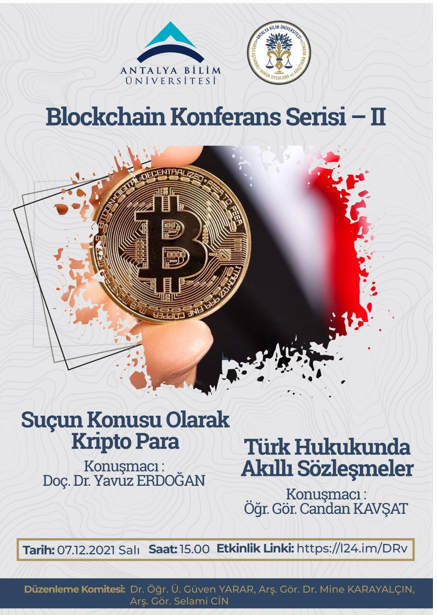 ANTALYA BİLİM
ÜNİVERSİTESİ
Blockchain Konferans Serisi – II
Suçun Konusu Olarak
Kripto Para
Konuşmacı :
Doç. Dr. Yavuz ERDOĞAN
Türk Hukukunda
Akıllı Sözleşmeler
Konuşmacı :
Öğr. Gör. Candan KAVŞAT
Tarih: 07.12.2021 Salı Saat: 15.00 Etkinlik Linki: https://l24.im/DRv
Düzenleme Komitesi: Dr. Öğr. Ü. Güven YARAR, Arş. Gör. Dr. Mine KARAYALÇIN,
Arş. Gör. Selami CİN